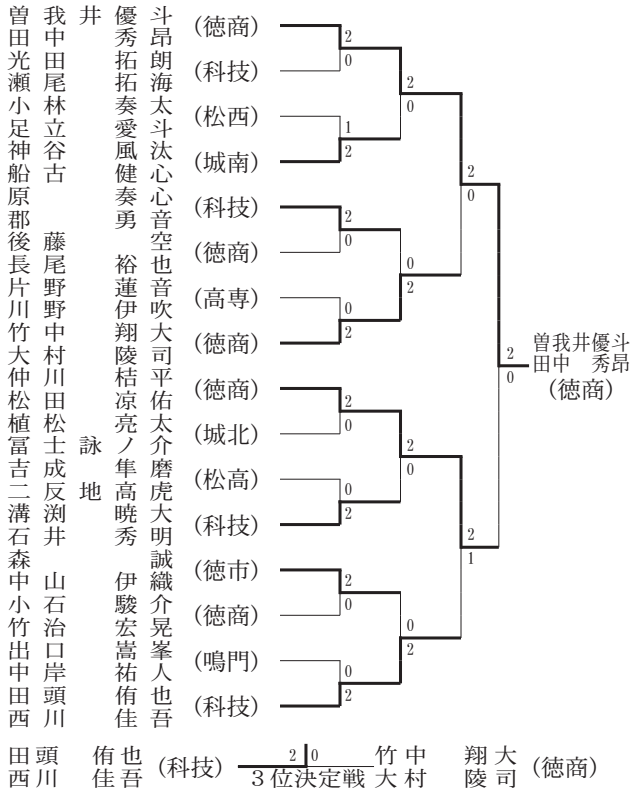 曽我井優斗
田中　秀昂 (徳商)
光田　拓朗
瀬尾　拓海 (科技)
小林　奏太
足立　愛斗 (松西)
神谷　風汰
船古　健心 (城南)
原　　奏心
郡　　勇音 (科技)
後藤　　空
長尾　裕也 (徳商)
片野　蓮音
川野　伊吹 (高専)
竹中　翔大
大村　陵司 (徳商)
仲川　桔平
松田　凉佑 (徳商)
植松　亮太
冨士詠ノ介 (城北)
吉成　隼磨
二反地高虎 (松高)
溝渕　暁大
石井　秀明 (科技)
森　　　誠
中山　伊織 (徳市)
小石　駿介
竹治　宏晃 (徳商)
出口　嵩峯
中岸　祐人 (鳴門)
田頭　侑也
西川　佳吾 (科技)
2
0
1
2
2
0
0
2
2
0
0
2
2
0
0
2
2
0
0
2
2
0
0
2
2
0
2
1
2
0
曽我井優斗
田中　秀昂
(徳商)
田頭　侑也
西川　佳吾 (科技)
2 0
3位決定戦
竹中　翔大
大村　陵司 (徳商)